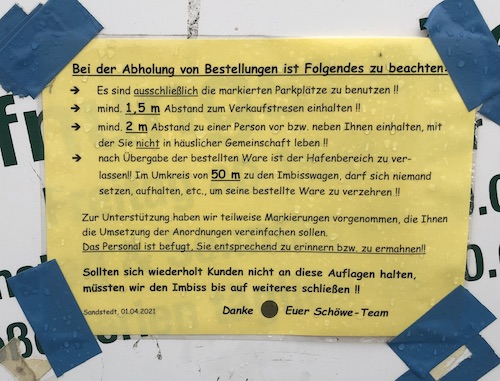 Bei der Abholung von Bestellungen ist Folgendes zu beachten:
➔ Es sind ausschließlich die markierten Parkplätze zu benutzen !!
➔ mind. 1,5 m Abstand zum Verkaufstresen einhalten !!
➔ mind. 2 m Abstand zu einer Person vor bzw. neben Ihnen einhalten, mit
der Sie nicht in häuslicher Gemeinschaft leben !!
➔ nach Übergabe der bestellten Ware ist der Hafenbereich zu ver-
lassen!! Im Umkreis von 50 m zu den Imbisswagen, darf sich niemand
setzen, aufhalten, etc., um seine bestellte Ware zu verzehren !!
Zur Unterstützung haben wir teilweise Markierungen vorgenommen, die Ihnen
die Umsetzung der Anordnungen vereinfachen sollen.
Das Personal ist befugt, Sie entsprechend zu erinnern bzw. zu ermahnen!!
Sollten sich wiederholt Kunden nicht an diese Auflagen halten,
müssten wir den Imbiss bis auf weiteres schließen !!
Sandstedt, 01.04.2021 Danke Euer Schöwe-Team